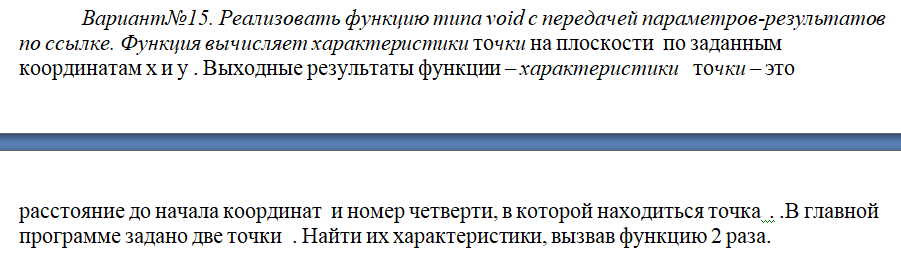 Вариант№15. Реализовать функцию типа void с передачей параметров-результатов
по ссылке. Функция вычисляет характеристики точки на плоскости по заданным
координатам x и y . Выходные результаты функции – характеристики точки – это
расстояние до начала координат и номер четверти, в которой находиться точка . .В главной
программе задано две точки . Найти их характеристики, вызвав функцию 2 раза.